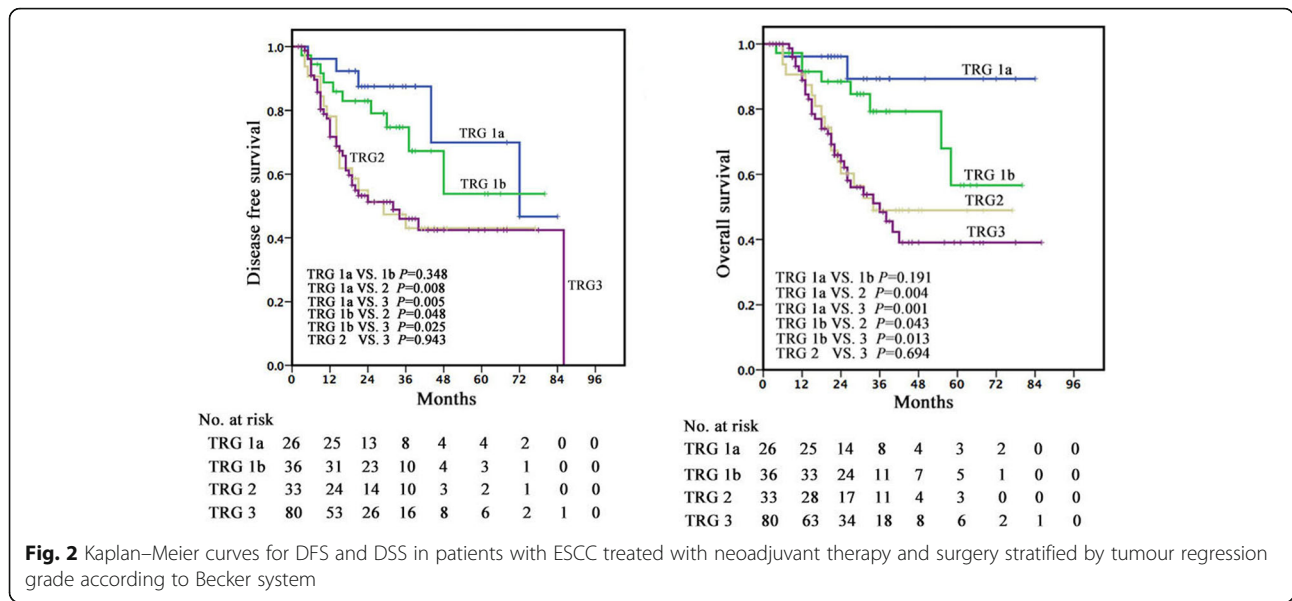 Disease free survival
1.0
0.8
0.6
0.4
0.2
0.0
TRG 1a
TRG2
TRG 1b
TRG3
TRG 1a VS. 1b P=0.348
TRG 1a VS. 2 P=0.008
TRG 1a VS. 3 P=0.005
TRG 1b VS. 2 P=0.048
TRG 1b VS. 3 P=0.025
TRG 2 VS. 3 P=0.943
0 12 24 36 48 60 72 84 96
Months
No. at risk
TRG 1a 26 25 13 8 4 4 2 0 0
TRG 1b 36 31 23 10 4 3 1 0 0
TRG 2 33 24 14 10 3 2 1 0 0
TRG 3 80 53 26 16 8 6 2 1 0
Overall survival
1.0
0.8
0.6
0.4
0.2
0.0
TRG 1a
TRG 1b
TRG2
TRG3
TRG 1a VS. 1b P=0.191
TRG 1a VS. 2 P=0.004
TRG 1a VS. 3 P=0.001
TRG 1b VS. 2 P=0.043
TRG 1b VS. 3 P=0.013
TRG 2 VS. 3 P=0.694
0 12 24 36 48 60 72 84 96
Months
No. at risk
TRG 1a 26 25 14 8 4 3 2 0 0
TRG 1b 36 33 24 11 7 5 1 0 0
TRG 2 33 28 17 11 4 3 0 0 0
TRG 3 80 63 34 18 8 6 2 1 0
Fig. 2 Kaplan–Meier curves for DFS and DSS in patients with ESCC treated with neoadjuvant therapy and surgery stratified by tumour regression
grade according to Becker system